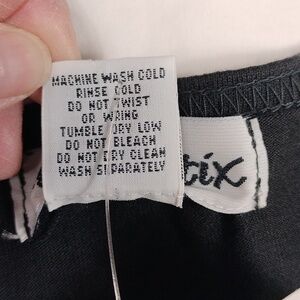 MACHINE WASH COLD
RINSE COLD
DO NOT TWIST
OR WRING
TUMBLE DRY LOW
DO NOT BLEACH
DO NOT DRY CLEAN
WASH SEPARATELY
tix